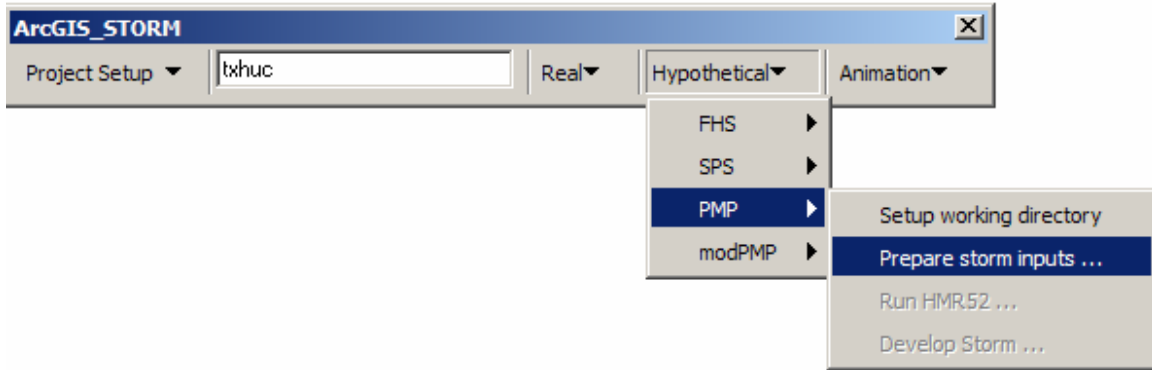 ArcGIS_STORM
Project Setup txhuc Real Hypothetical Animation
FHS
SPS
PMP
modPMP
Setup working directory
Prepare storm inputs ...
Run HMR52 ...
Develop Storm ...